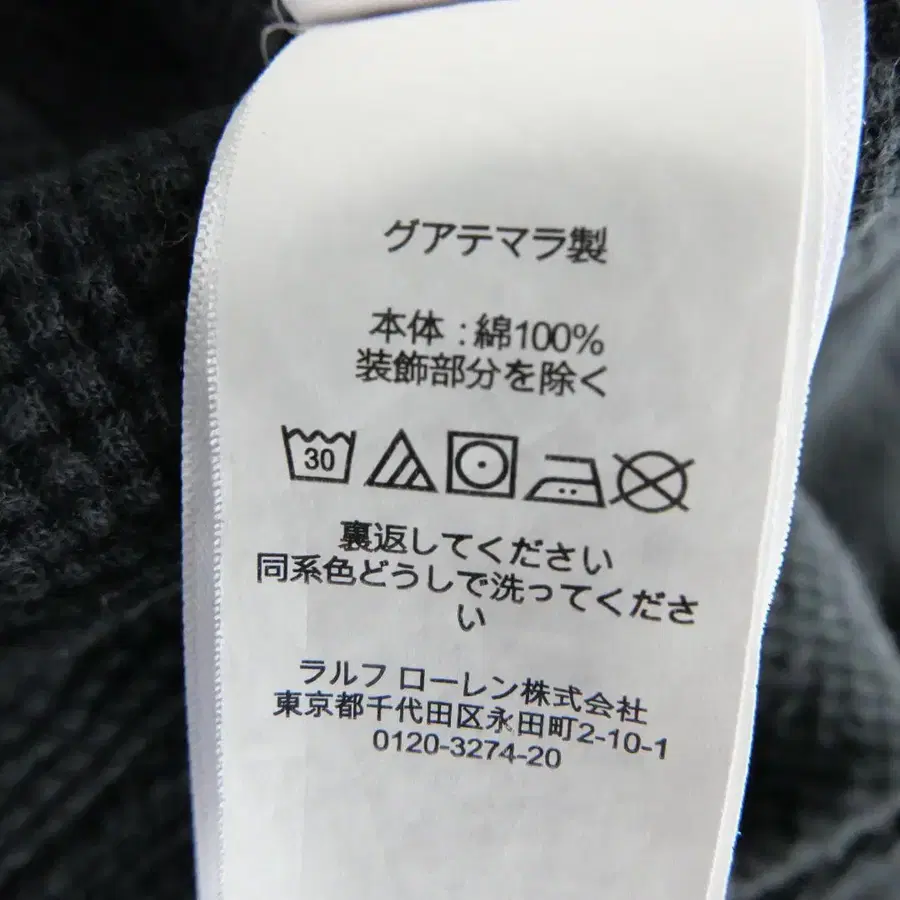 グアテマラ製
本体:綿100%
装飾部分を除く
30
裏返してください
同系色どうしで洗ってくださ
い
ラルフ ローレン株式会社
東京都千代田区永田町2-10-1
0120-3274-20